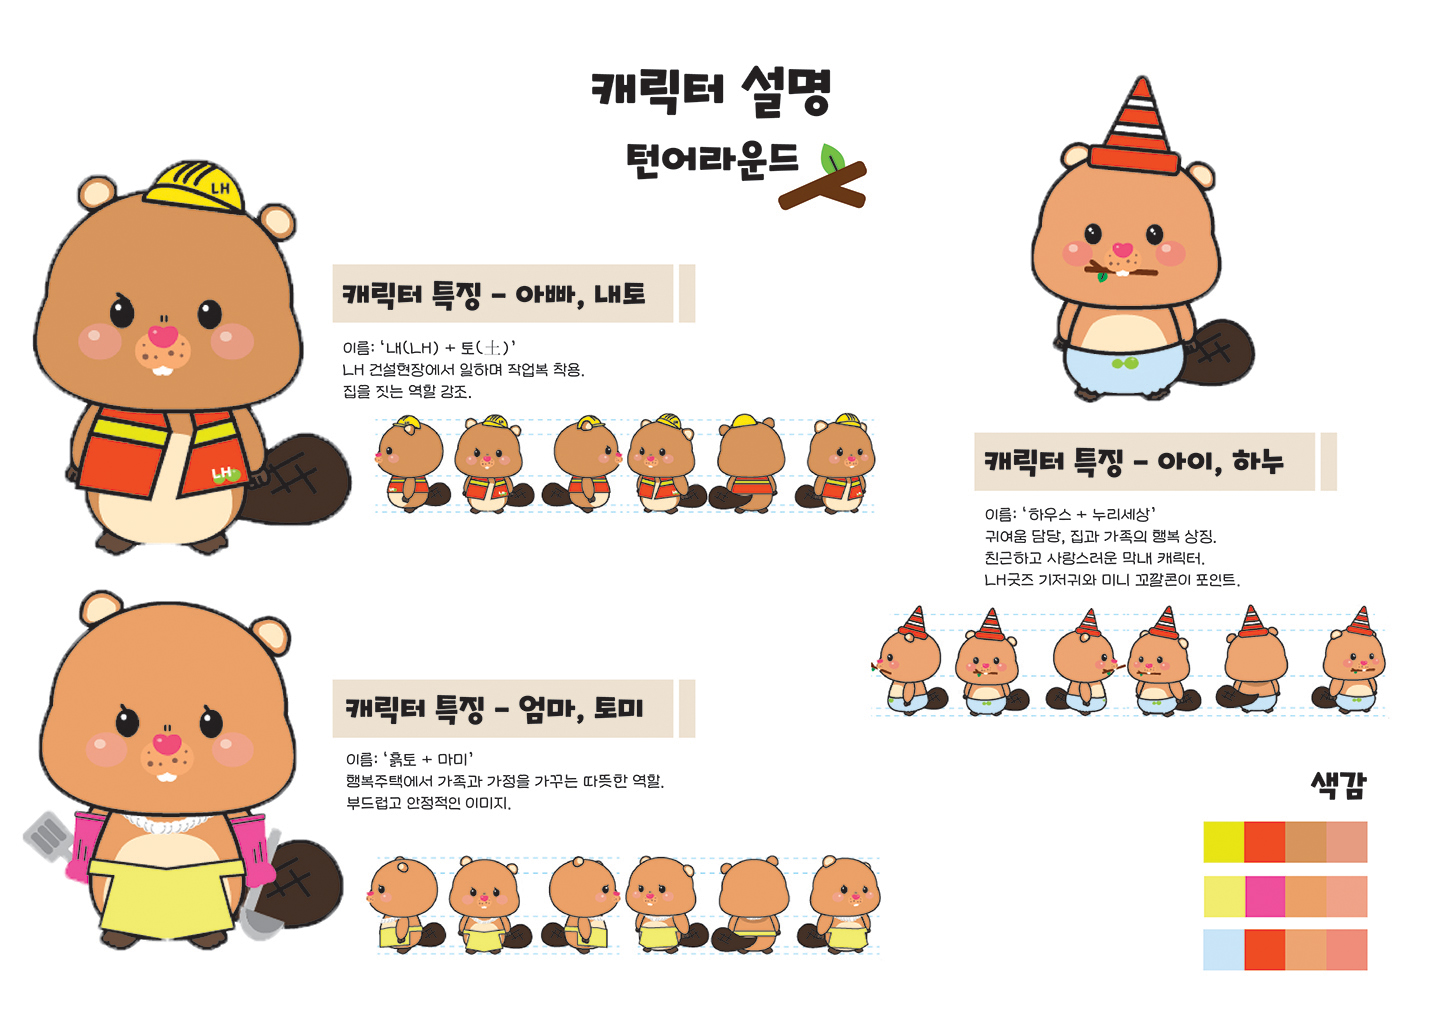 캐릭터 설명
턴어라운드
LH
LH
캐릭터 특징 - 아빠, 내토
이름: ‘내(LH) + 토(土)’
LH 건설현장에서 일하며 작업복 착용.
집을 짓는 역할 강조.
캐릭터 특징 - 엄마, 토미
이름: ‘흙토 + 마미’
행복주택에서 가족과 가정을 가꾸는 따뜻한 역할.
부드럽고 안정적인 이미지.
캐릭터 특징 - 아이, 하누
이름: ‘하우스 + 누리세상’
귀여움 담당, 집과 가족의 행복 상징.
친근하고 사랑스러운 막내 캐릭터.
LH굿즈 기저귀와 미니 꼬깔콘이 포인트.
색감